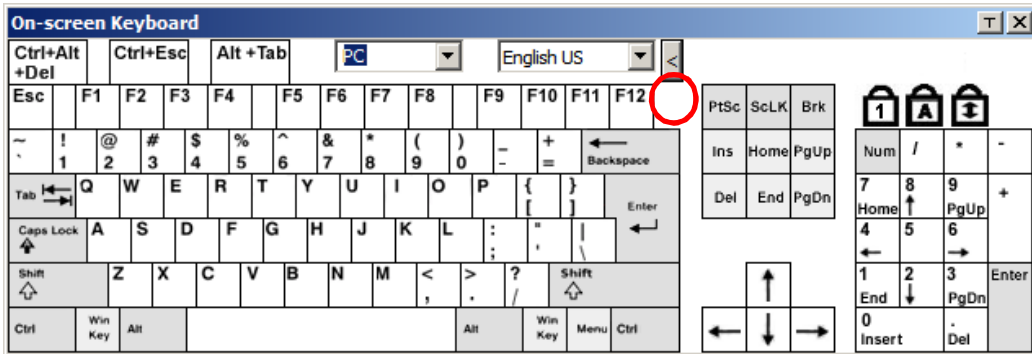 On-screen Keyboard T X
Ctrl+Alt +Del Ctrl+Esc Alt +Tab PC English US <
Esc F1 F2 F3 F4 F5 F6 F7 F8 F9 F10 F11 F12 PtSc ScLK Brk 1 A
~ ` ! 1 @ 2 # 3 $ 4 % 5 ^ 6 & 7 * 8 ( 9 ) 0 _ - + = Backspace Ins Home PgUp Num / * -
Tab Q W E R T Y U I O P { [ } ] Enter Del End PgDn 7 Home 8 9 PgUp +
Caps Lock A S D F G H J K L : ; " ' | \ 4 5 6
Shift Z X C V B N M < , > . ? / Shift 1 End 2 3 PgDn Enter
Ctrl Win Key Alt Alt Win Key Menu Ctrl 0 Insert . Del